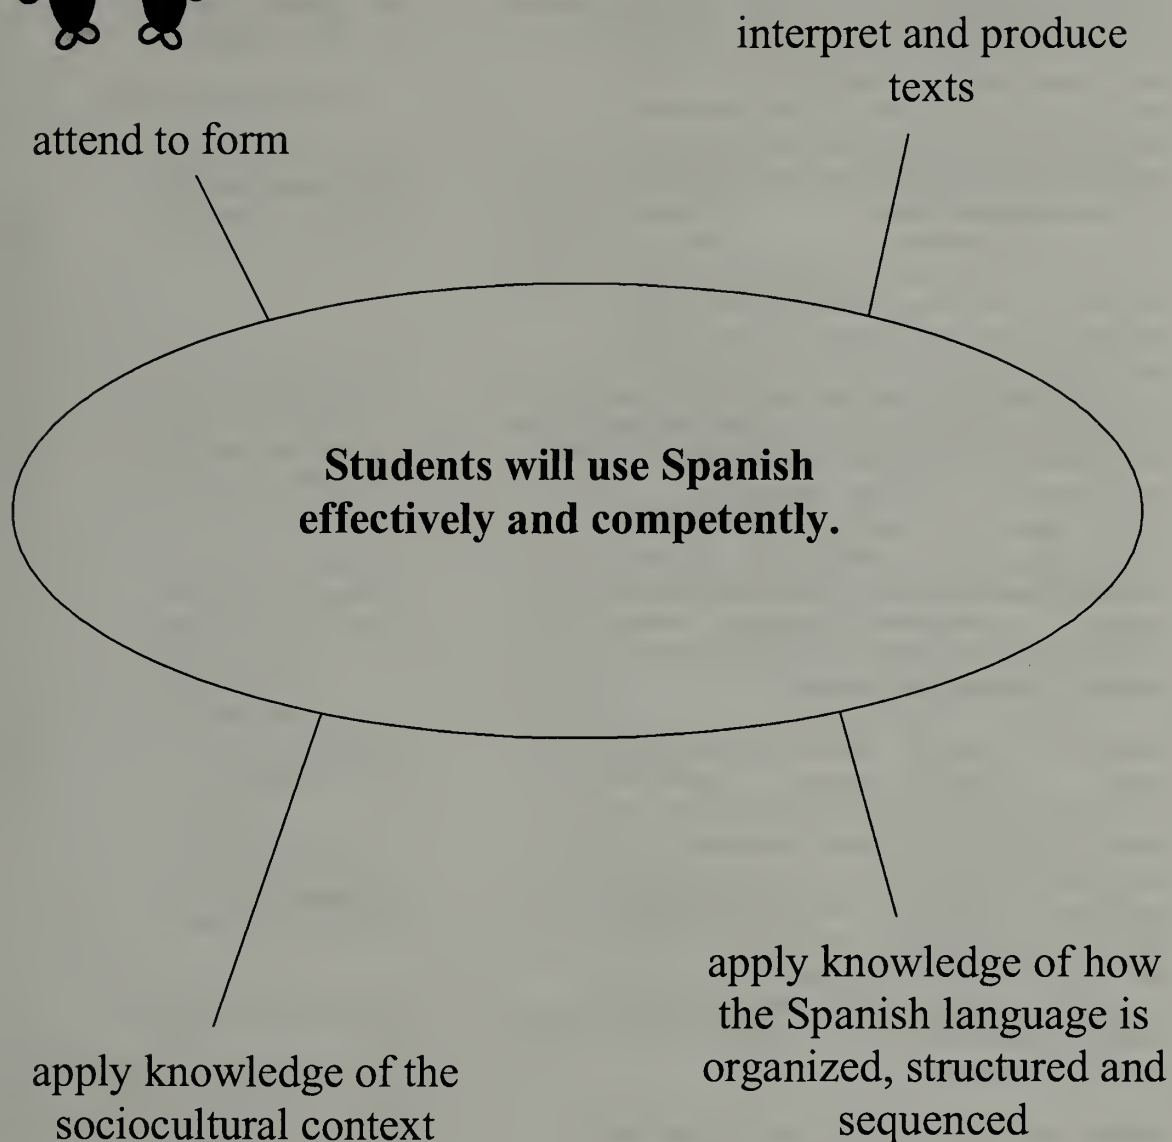 interpret and produce
texts
attend to form
Students will use Spanish
effectively and competently.
apply knowledge of how
the Spanish language is
organized, structured and
sequenced
apply knowledge of the
sociocultural context